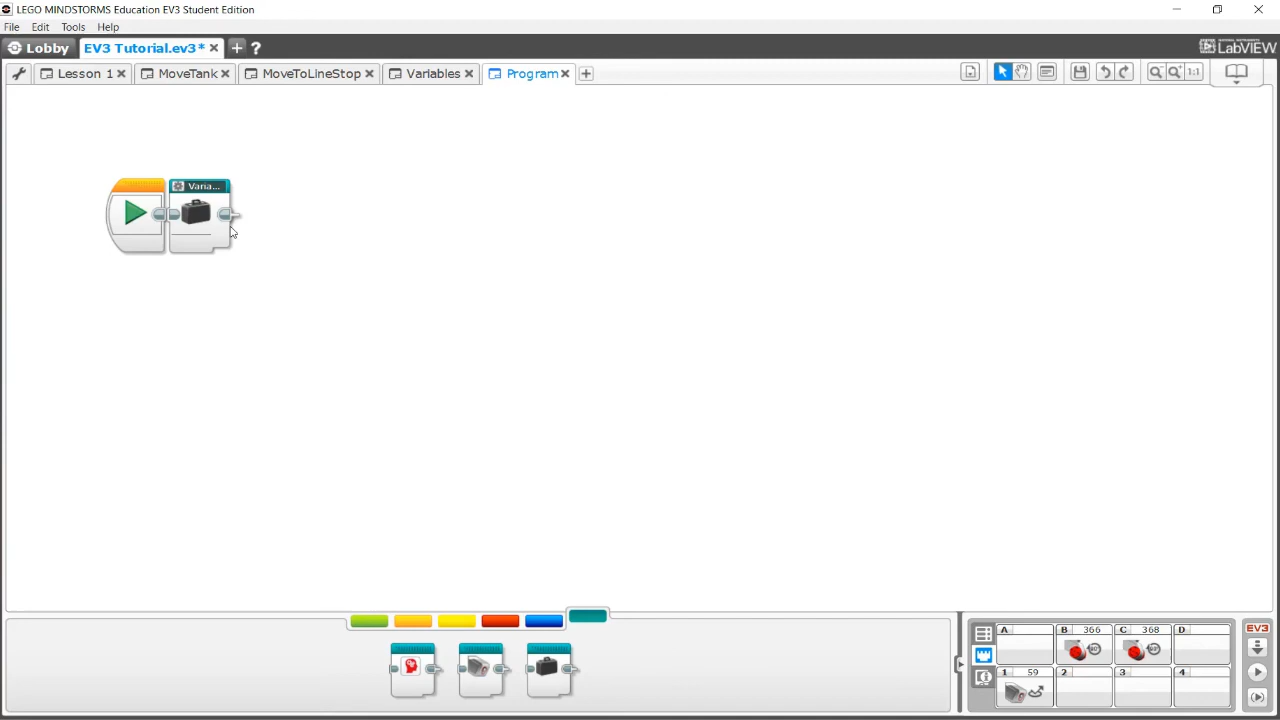 LEGO MINDSTORMS Education EV3 Student Edition
File Edit Tools Help
Lobby EV3 Tutorial.ev3* + ?
LabVIEW
Lesson 1 MoveTank MoveToLineStop Variables Program
1:1
Varia...
A B 366 C 368 D
EV3
1 59 2 3 4